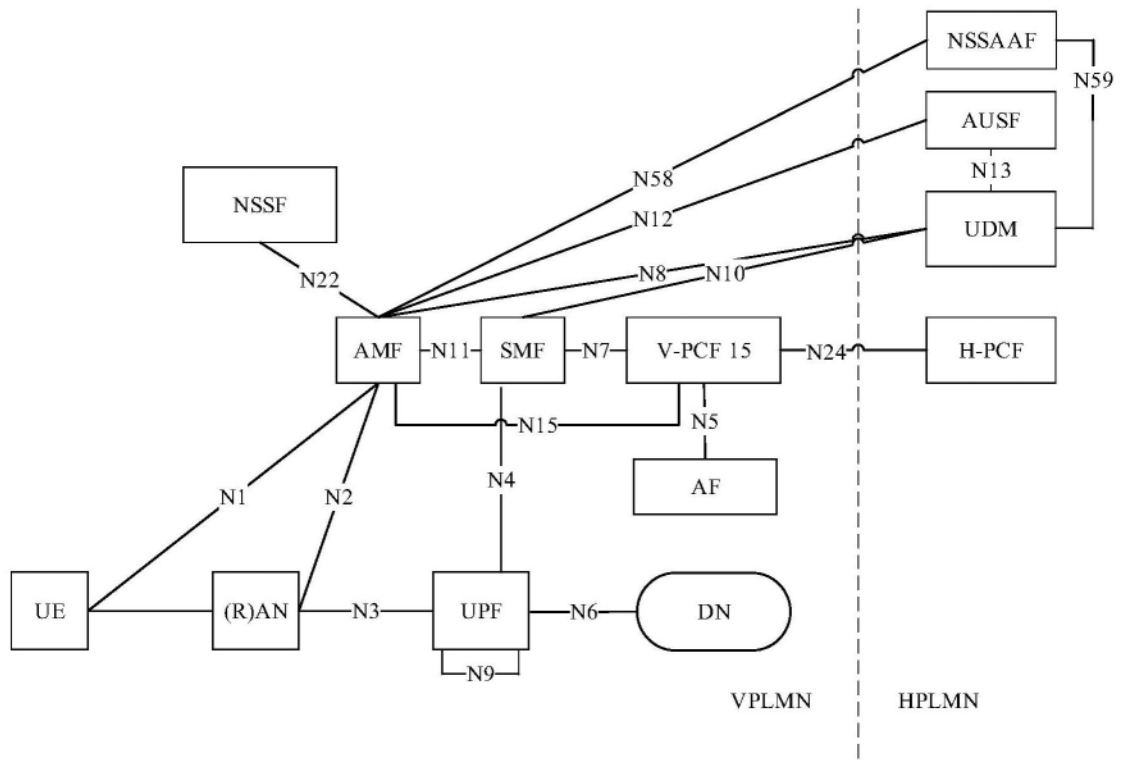 NSSAAF
N59
AUSF
N13
N58
NSSF
N12
UDM
N22
N8
N10
AMF
N11
SMF
N7
V-PCF 15
N24
H-PCF
N15
N5
N4
AF
N1
N2
UE
(R)AN
N3
UPF
N6
DN
N9
VPLMN
HPLMN